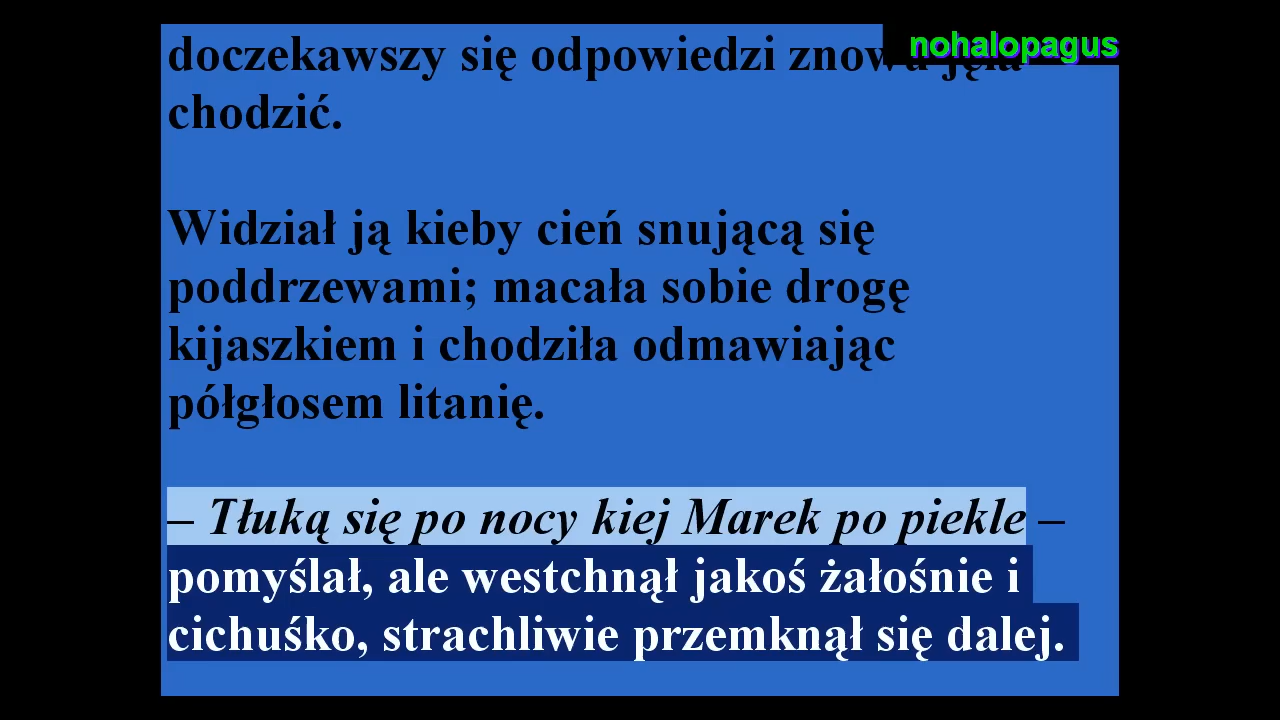 nohalopagus
doczekawszy się odpowiedzi znowu jęła
chodzić.
Widział ją kieby cień snującą się
poddrzewami; macała sobie drogę
kijaszkiem i chodziła odmawiając
półgłosem litanię.
– Tłuką się po nocy kiej Marek po piekle –
pomyślał, ale westchnął jakoś żałośnie i
cichuśko, strachliwie przemknął się dalej.